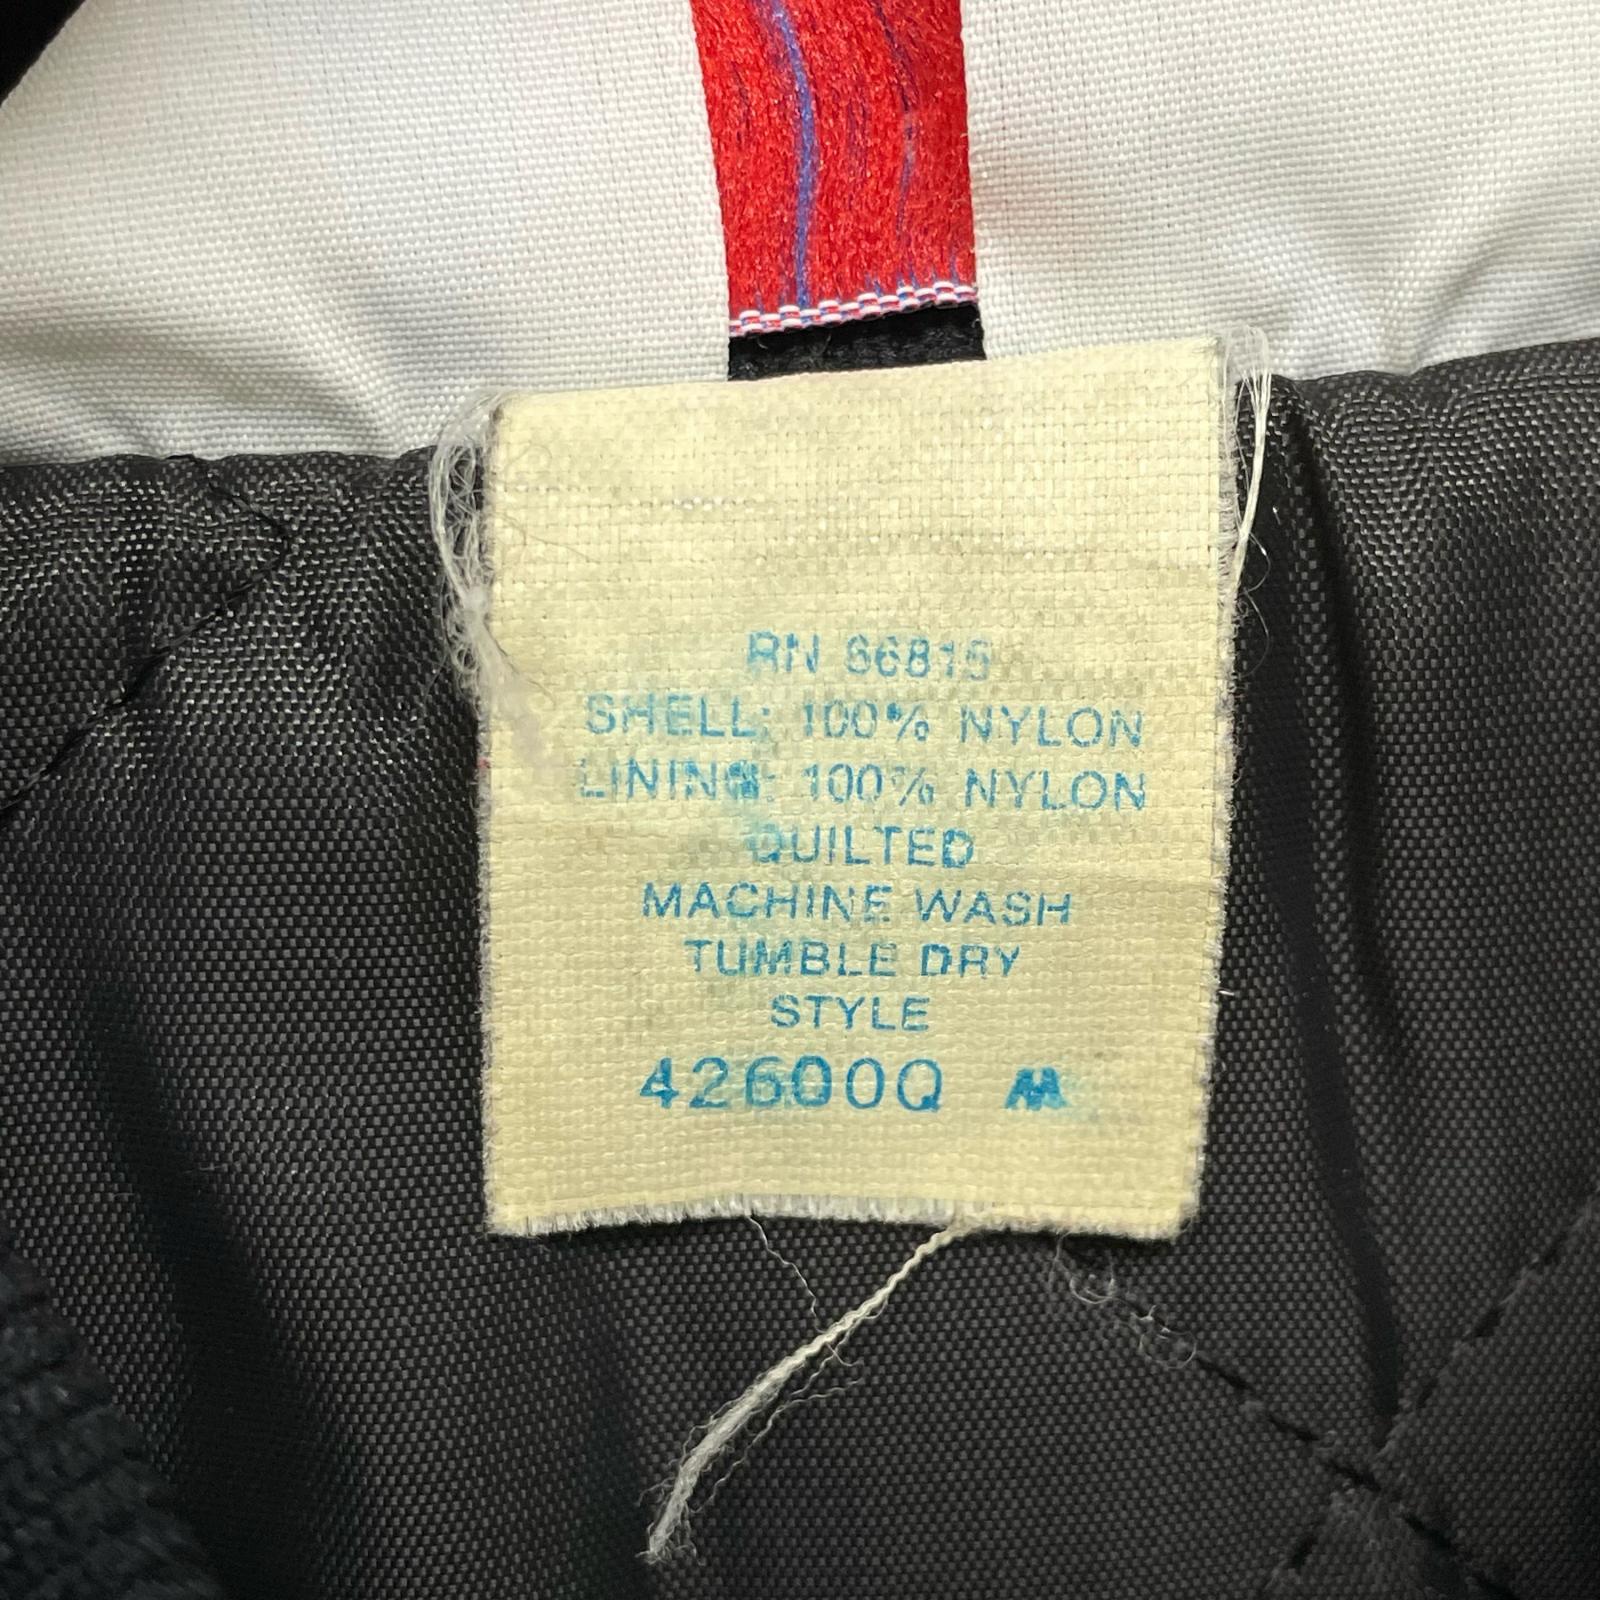 RN 66815
SHELL: 100% NYLON
LINING: 100% NYLON
QUILTED
MACHINE WASH
TUMBLE DRY
STYLE
42600Q